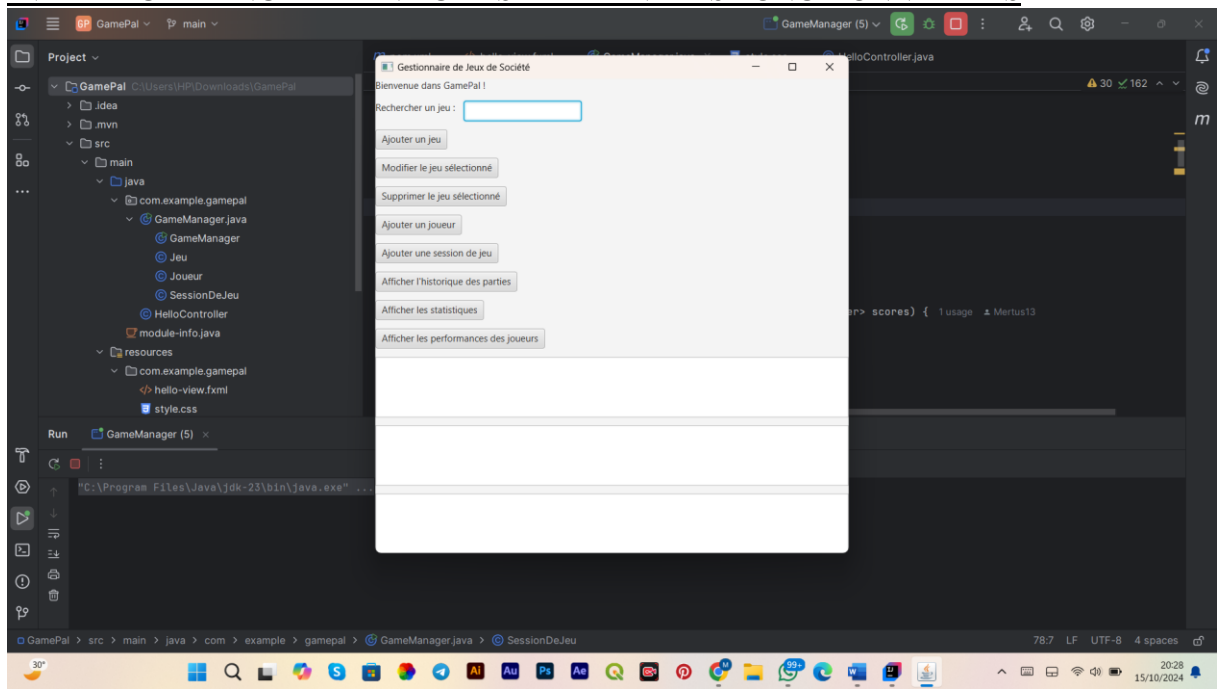 GP GamePal main GameManager (5)
Project
HelloController.java
Gestionnaire de Jeux de Société
Bienvenue dans GamePal !
Rechercher un jeu :
Ajouter un jeu
Modifier le jeu sélectionné
Supprimer le jeu sélectionné
Ajouter un joueur
Ajouter une session de jeu
Afficher l'historique des parties
Afficher les statistiques
Afficher les performances des joueurs
30 162
GamePal C:\Users\HP\Downloads\GamePal
.idea
.mvn
src
main
java
com.example.gamepal
GameManager.java
GameManager
Jeu
Joueur
SessionDeJeu
HelloController
module-info.java
resources
com.example.gamepal
hello-view.fxml
style.css
scores) { 1 usage Mertus13
Run GameManager (5)
"C:\Program Files\Java\jdk-23\bin\java.exe" ...
GamePal > src > main > java > com > example > gamepal > GameManager.java > SessionDeJeu 78:7 LF UTF-8 4 spaces
30°
99+
20:28
15/10/2024